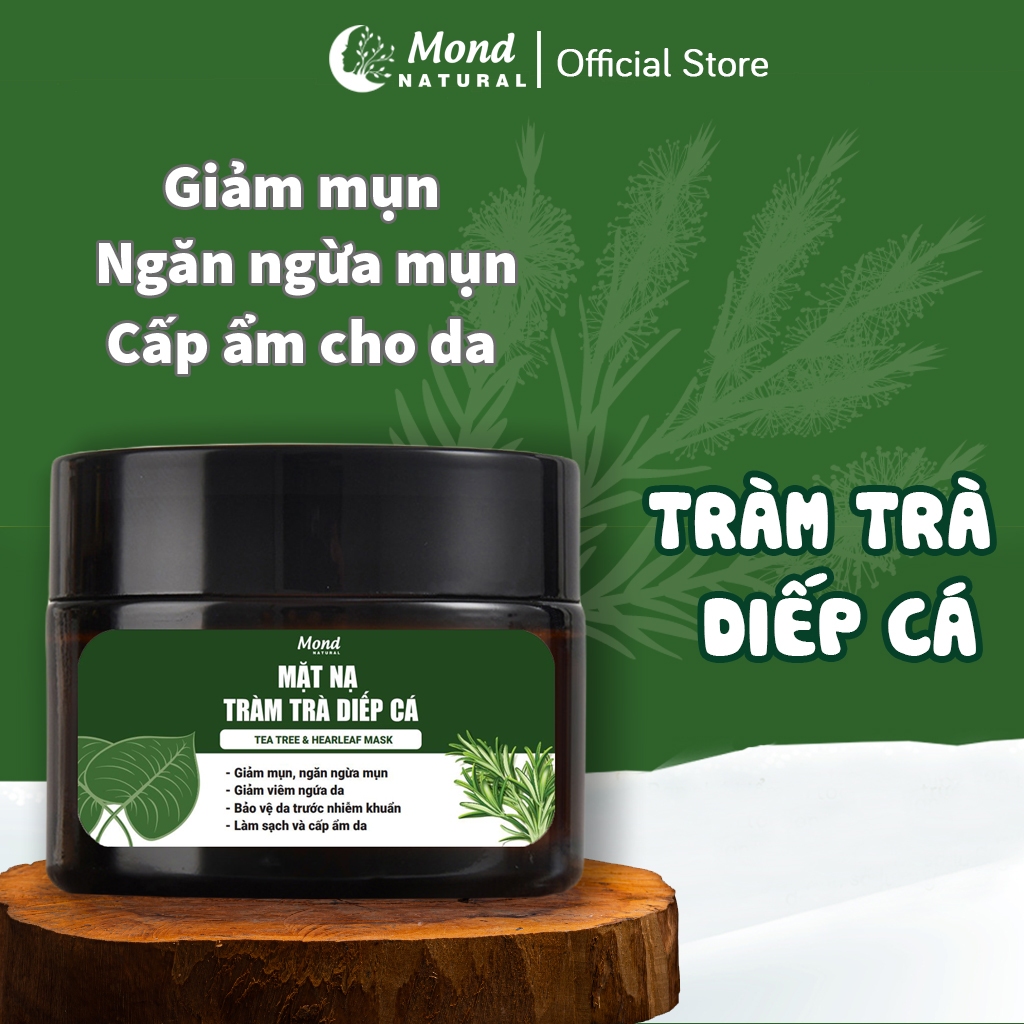 Mond
NATURAL
Official Store
Giảm mụn
Ngăn ngừa mụn
Cấp ẩm cho da
TRÀM TRÀ
DIẾP CÁ
Mond
NATURAL
MẶT NẠ
TRÀM TRÀ DIẾP CÁ
TEA TREE & HEARLEAF MASK
- Giảm mụn, ngăn ngừa mụn
- Giảm viêm ngứa da
- Bảo vệ da trước nhiễm khuẩn
- Làm sạch và cấp ẩm da